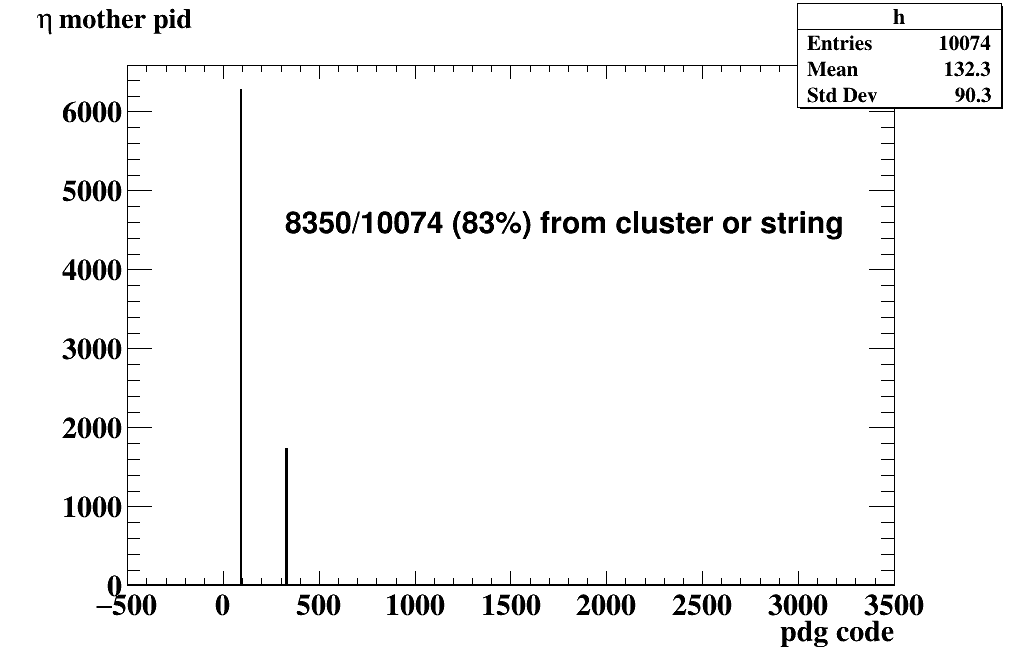 η mother pid
h
Entries 10074
Mean 132.3
Std Dev 90.3
6000
5000
4000
3000
2000
1000
0
8350/10074 (83%) from cluster or string
−500 0 500 1000 1500 2000 2500 3000 3500
pdg code